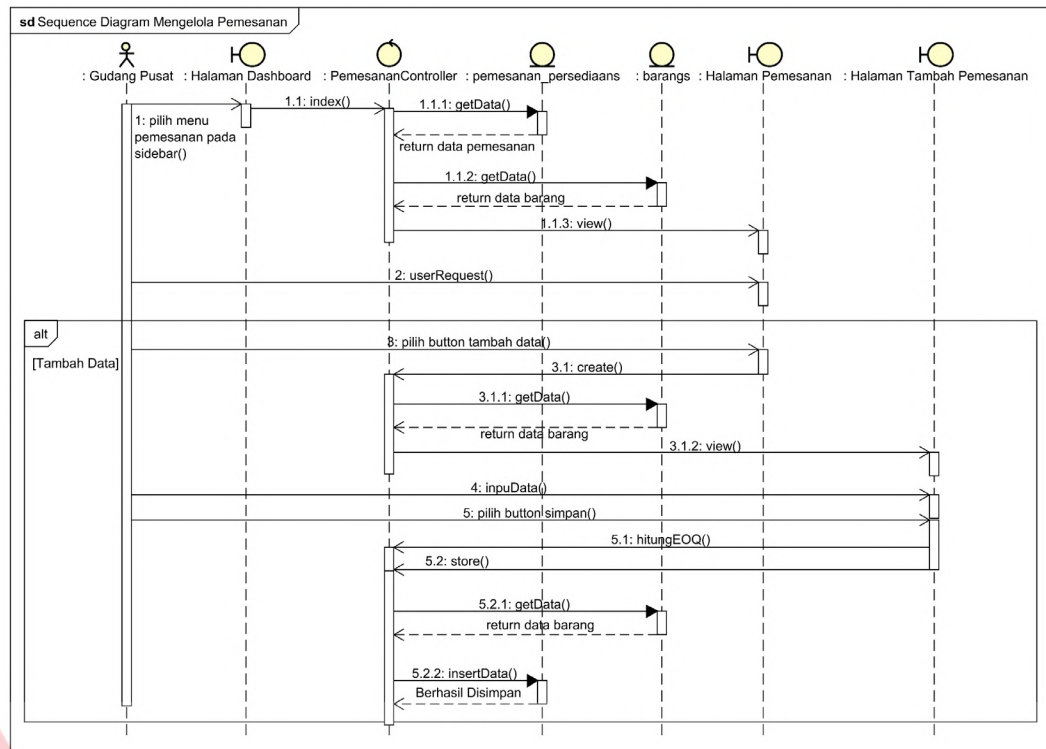 sd Sequence Diagram Mengelola Pemesanan
: Gudang Pusat
: Halaman Dashboard
: PemesananController
: pemesanan_persediaans
: barangs
: Halaman Pemesanan
: Halaman Tambah Pemesanan
1: pilih menu
pemesanan pada
sidebar()
1.1: index()
1.1.1: getData()
return data pemesanan
1.1.2: getData()
return data barang
1.1.3: view()
2: userRequest()
alt
[Tambah Data]
3: pilih button tambah data()
3.1: create()
3.1.1: getData()
return data barang
3.1.2: view()
4: inpuData()
5: pilih button simpan()
5.1: hitungEOQ()
5.2: store()
5.2.1: getData()
return data barang
5.2.2: insertData()
Berhasil Disimpan